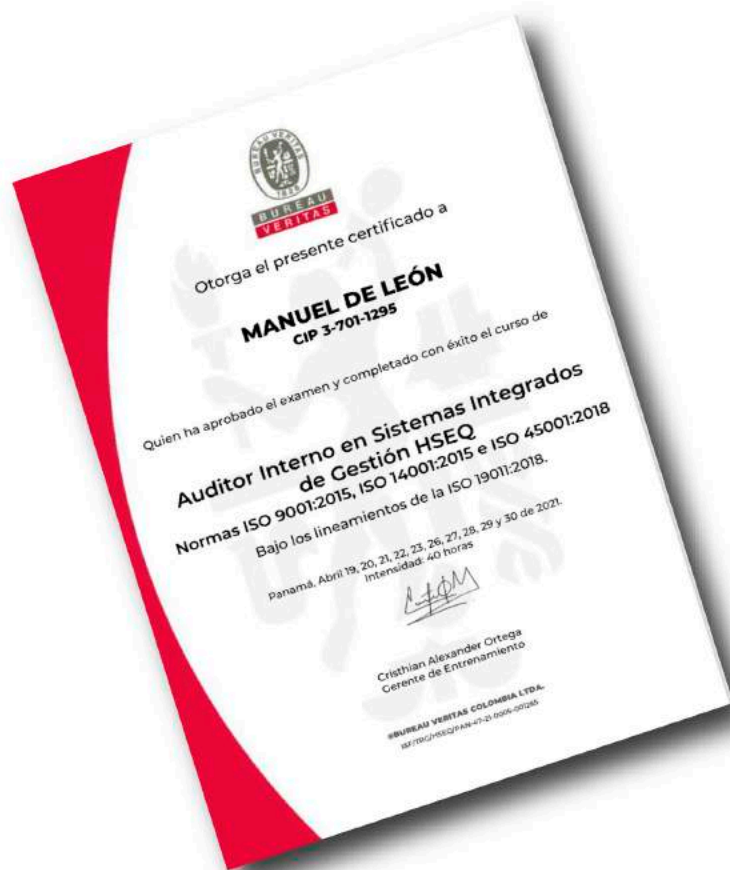 BUREAU VERITAS
1828
BUREAU
VERITAS
Otorga el presente certificado a
MANUEL DE LEÓN
CIP 3-701-1295
Quien ha aprobado el examen y completado con éxito el curso de
Auditor Interno en Sistemas Integrados
de Gestión HSEQ
Normas ISO 9001:2015, ISO 14001:2015 e ISO 45001:2018
Bajo los lineamientos de la ISO 19011:2018.
Panamá, Abril 19, 20, 21, 22, 23, 26, 27, 28, 29 y 30 de 2021.
Intensidad: 40 horas
Cristhian Alexander Ortega
Gerente de Entrenamiento
©BUREAU VERITAS COLOMBIA LTDA.